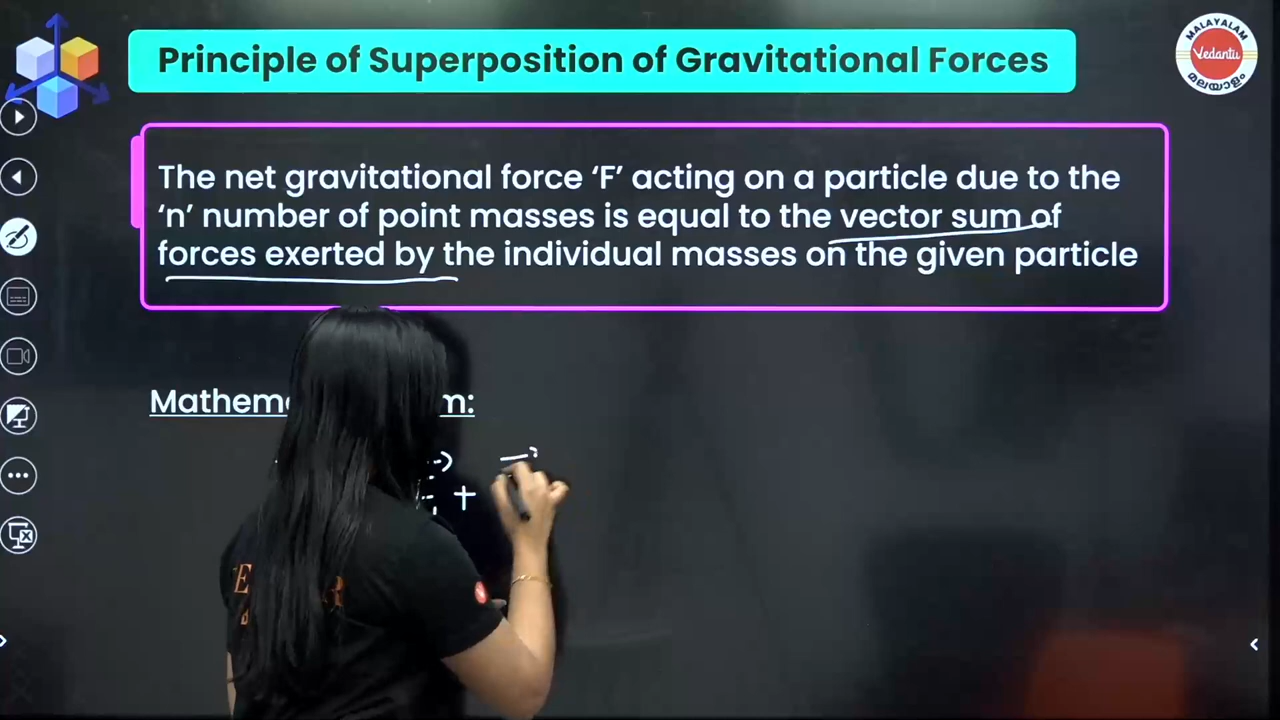 Principle of Superposition of Gravitational Forces
MALAYALAM
Vedantu
മലയാളം
The net gravitational force ‘F’ acting on a particle due to the
‘n’ number of point masses is equal to the vector sum of
forces exerted by the individual masses on the given particle
+